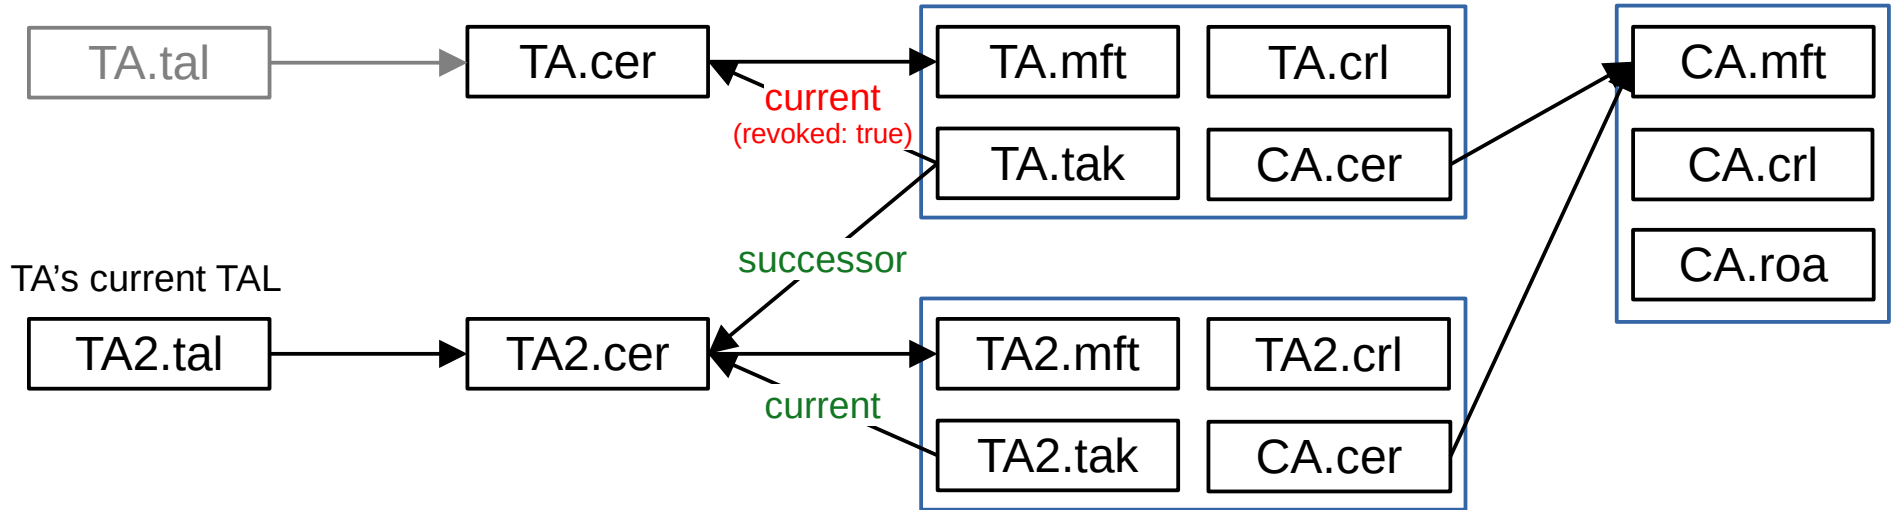 TA.tal
TA.cer
TA.mft
TA.crl
CA.mft
current
(revoked: true)
TA.tak
CA.cer
CA.crl
successor
CA.roa
TA's current TAL
TA2.tal
TA2.cer
TA2.mft
TA2.crl
current
TA2.tak
CA.cer